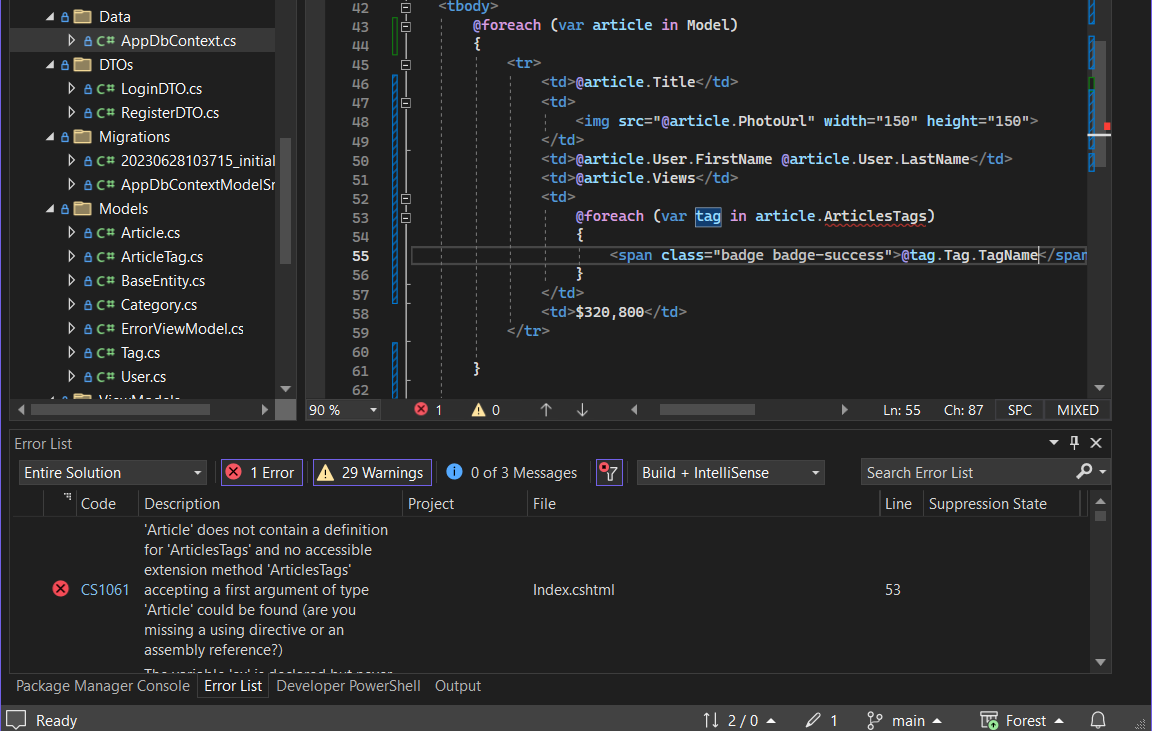 Data
AppDbContext.cs
DTOs
LoginDTO.cs
RegisterDTO.cs
Migrations
20230628103715_initial
AppDbContextModelSn
Models
Article.cs
ArticleTag.cs
BaseEntity.cs
Category.cs
ErrorViewModel.cs
Tag.cs
User.cs
42 <tbody>
43 @foreach (var article in Model)
44 {
45 <tr>
46 <td>@article.Title</td>
47 <td>
48 <img src="@article.PhotoUrl" width="150" height="150">
49 </td>
50 <td>@article.User.FirstName @article.User.LastName</td>
51 <td>@article.Views</td>
52 <td>
53 @foreach (var tag in article.ArticlesTags)
54 {
55 <span class="badge badge-success">@tag.Tag.TagName</span
56 }
57 </td>
58 <td>$320,800</td>
59 </tr>
60
61 }
62
90 % 1 0 Ln: 55 Ch: 87 SPC MIXED
Error List
Entire Solution 1 Error 29 Warnings 0 of 3 Messages Build + IntelliSense Search Error List
Code Description Project File Line Suppression State
CS1061 'Article' does not contain a definition
for 'ArticlesTags' and no accessible
extension method 'ArticlesTags'
accepting a first argument of type
'Article' could be found (are you
missing a using directive or an
assembly reference?)
Index.cshtml 53
Package Manager Console Error List Developer PowerShell Output
Ready 2 / 0 1 main Forest